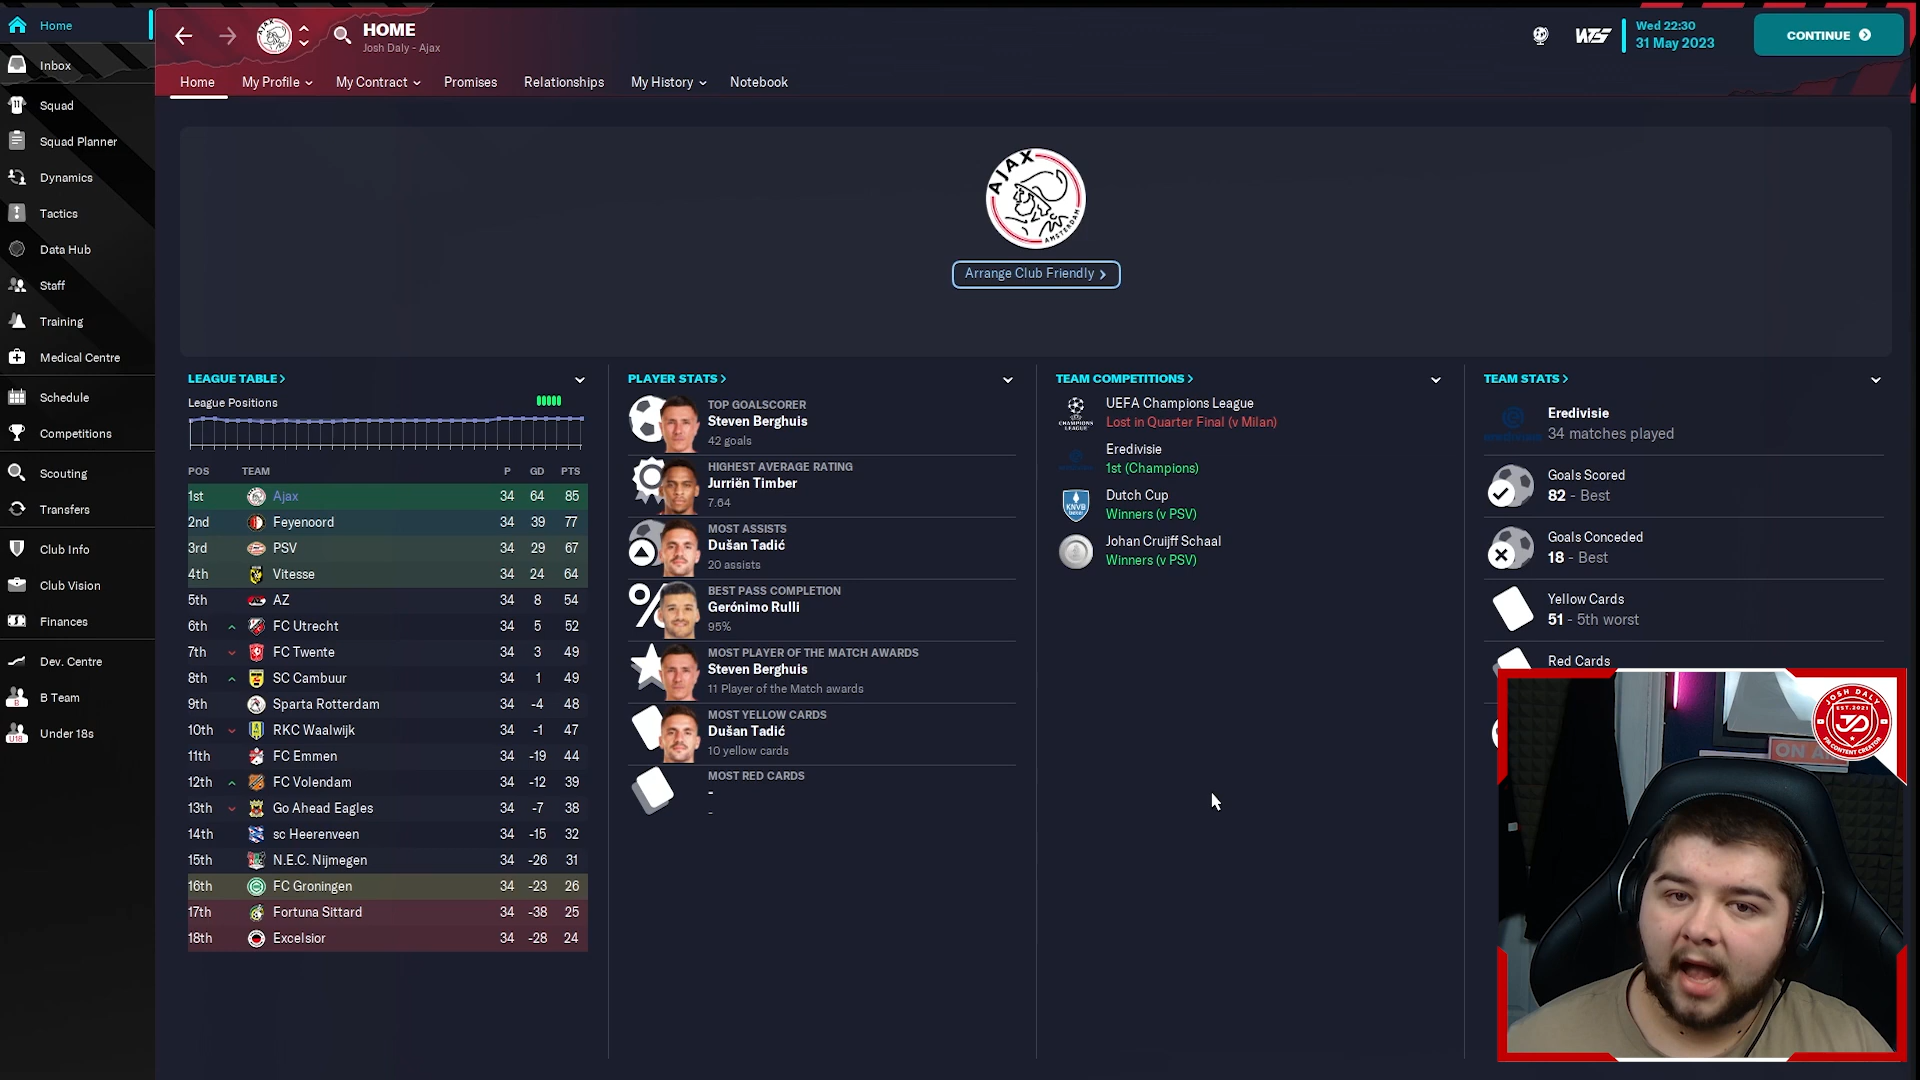 Home
Inbox
Squad
Squad Planner
Dynamics
Tactics
Data Hub
Staff
Training
Medical Centre
Schedule
Competitions
Scouting
Transfers
Club Info
Club Vision
Finances
Dev. Centre
B Team
Under 18s
HOME
Josh Daly - Ajax
Wed 22:30
31 May 2023
CONTINUE
Home My Profile My Contract Promises Relationships My History Notebook
AJAX
AMSTERDAM
Arrange Club Friendly
LEAGUE TABLE
League Positions
POS TEAM P GD PTS
1st Ajax 34 64 85
2nd Feyenoord 34 39 77
3rd PSV 34 29 67
4th Vitesse 34 24 64
5th AZ 34 8 54
6th FC Utrecht 34 5 52
7th FC Twente 34 3 49
8th SC Cambuur 34 1 49
9th Sparta Rotterdam 34 -4 48
10th RKC Waalwijk 34 -1 47
11th FC Emmen 34 -19 44
12th FC Volendam 34 -12 39
13th Go Ahead Eagles 34 -7 38
14th sc Heerenveen 34 -15 32
15th N.E.C. Nijmegen 34 -26 31
16th FC Groningen 34 -23 26
17th Fortuna Sittard 34 -38 25
18th Excelsior 34 -28 24
PLAYER STATS
TOP GOALSCORER
Steven Berghuis
42 goals
HIGHEST AVERAGE RATING
Jurriën Timber
7.64
MOST ASSISTS
Dušan Tadić
20 assists
BEST PASS COMPLETION
Gerónimo Rulli
95%
MOST PLAYER OF THE MATCH AWARDS
Steven Berghuis
11 Player of the Match awards
MOST YELLOW CARDS
Dušan Tadić
10 yellow cards
MOST RED CARDS
-
-
TEAM COMPETITIONS
UEFA Champions League
Lost in Quarter Final (v Milan)
Eredivisie
1st (Champions)
Dutch Cup
Winners (v PSV)
Johan Cruijff Schaal
Winners (v PSV)
TEAM STATS
Eredivisie
34 matches played
Goals Scored
82 - Best
Goals Conceded
18 - Best
Yellow Cards
51 - 5th worst
Red Cards
JOSH DALY
EST. 2021
JD
FM CONTENT CREATOR